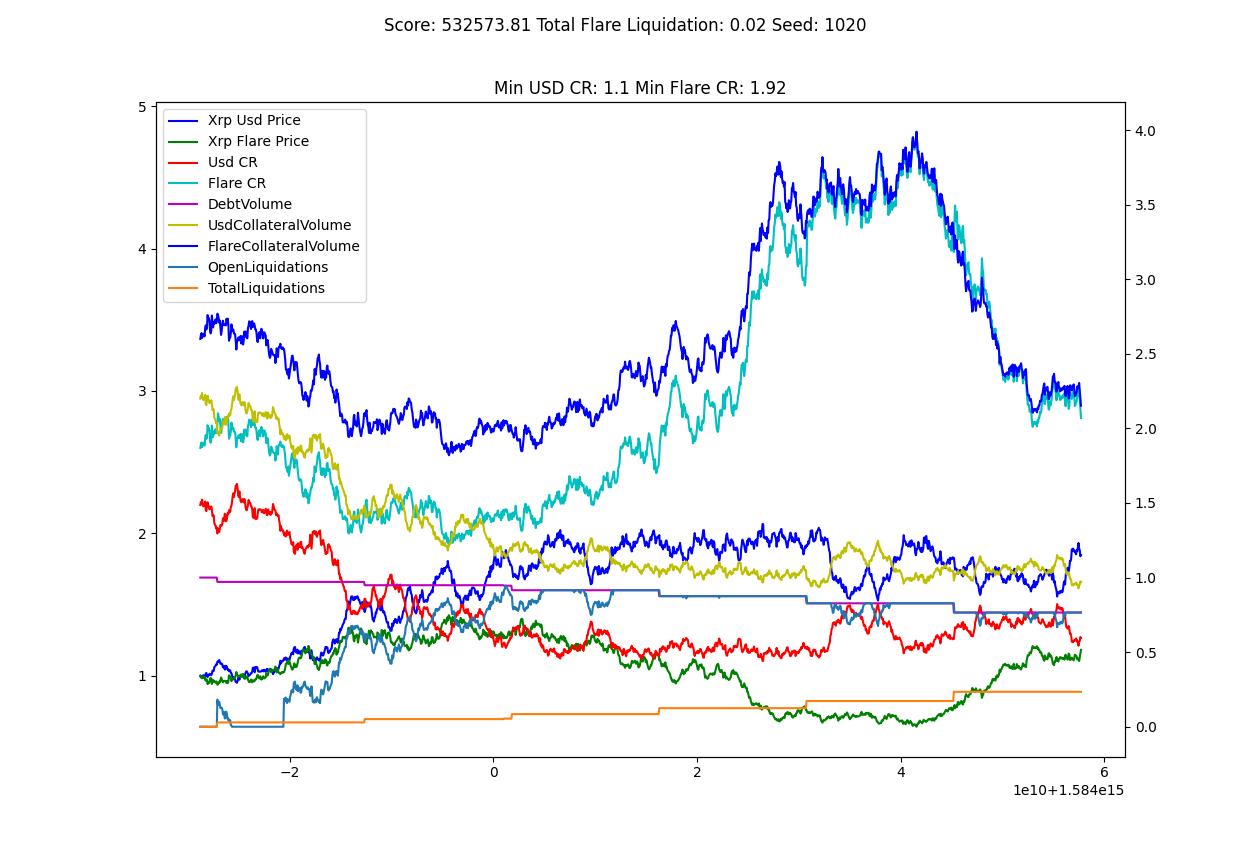 Score: 532573.81 Total Flare Liquidation: 0.02 Seed: 1020
Min USD CR: 1.1 Min Flare CR: 1.92
Xrp Usd Price
Xrp Flare Price
Usd CR
Flare CR
DebtVolume
UsdCollateralVolume
FlareCollateralVolume
OpenLiquidations
TotalLiquidations
5
4
3
2
1
4.0
3.5
3.0
2.5
2.0
1.5
1.0
0.5
0.0
−2 0 2 4 6
1e10+1.584e15